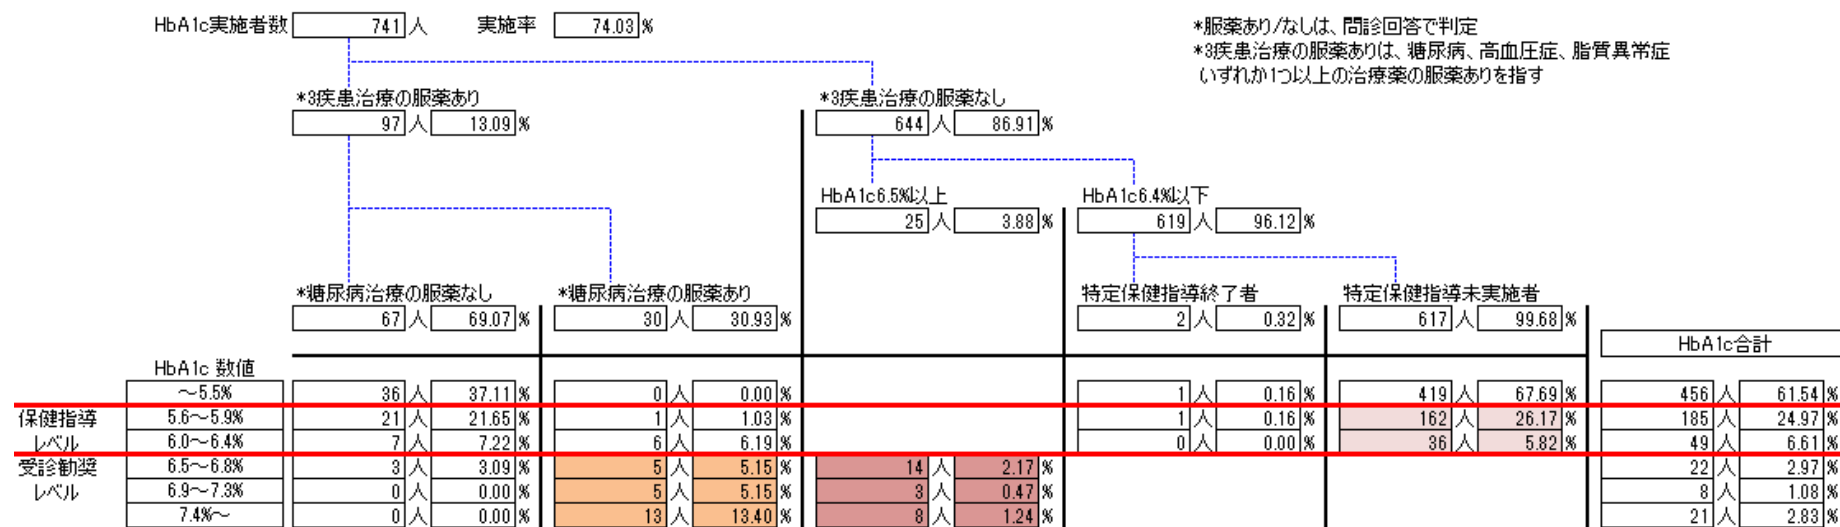 HbA1c実施者数 741 人 実施率 74.03 %
*服薬あり/なしは、問診回答で判定
*3疾患治療の服薬ありは、糖尿病、高血圧症、脂質異常症
いずれか1つ以上の治療薬の服薬ありを指す
*3疾患治療の服薬あり *3疾患治療の服薬なし
97 人 13.09 % 644 人 86.91 %
HbA1c6.5%以上 HbA1c6.4%以下
25 人 3.88 % 619 人 96.12 %
*糖尿病治療の服薬なし *糖尿病治療の服薬あり 特定保健指導終了者 特定保健指導未実施者
67 人 69.07 % 30 人 30.93 % 2 人 0.32 % 617 人 99.68 %
HbA1c合計
HbA1c 数値
～5.5% 36 人 37.11 % 0 人 0.00 % 1 人 0.16 % 419 人 67.69 % 456 人 61.54 %
保健指導 5.6～5.9% 21 人 21.65 % 1 人 1.03 % 1 人 0.16 % 162 人 26.17 % 185 人 24.97 %
レベル 6.0～6.4% 7 人 7.22 % 6 人 6.19 % 0 人 0.00 % 36 人 5.82 % 49 人 6.61 %
受診勧奨 6.5～6.8% 3 人 3.09 % 5 人 5.15 % 14 人 2.17 % 22 人 2.97 %
レベル 6.9～7.3% 0 人 0.00 % 5 人 5.15 % 3 人 0.47 % 8 人 1.08 %
7.4%～ 0 人 0.00 % 13 人 13.40 % 8 人 1.24 % 21 人 2.83 %